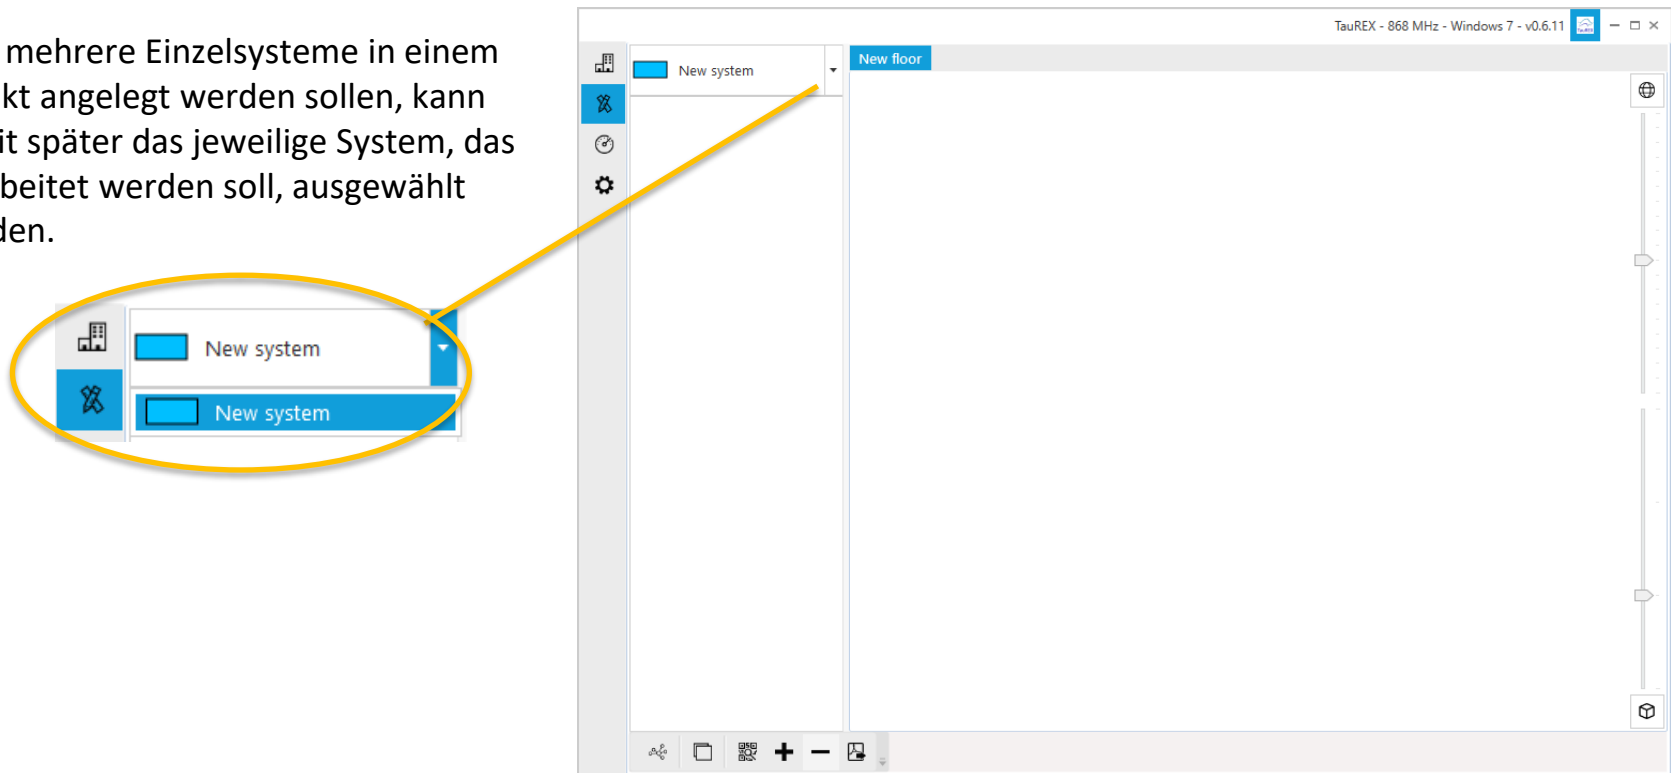 mehrere Einzelsysteme in einem
kt angelegt werden sollen, kann
it später das jeweilige System, das
beitet werden soll, ausgewählt
den.
New system
New system
TauREX - 868 MHz - Windows 7 - v0.6.11
New system
New floor